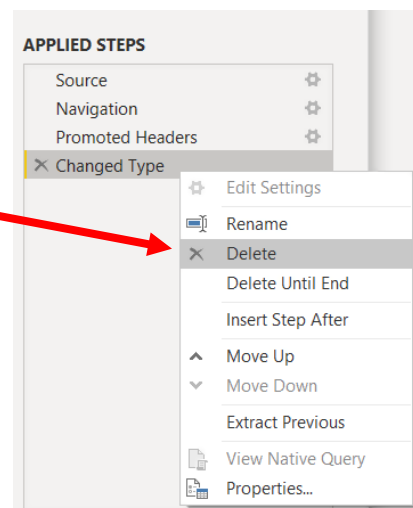 APPLIED STEPS
Source
Navigation
Promoted Headers
Changed Type
Edit Settings
Rename
Delete
Delete Until End
Insert Step After
Move Up
Move Down
Extract Previous
View Native Query
Properties...